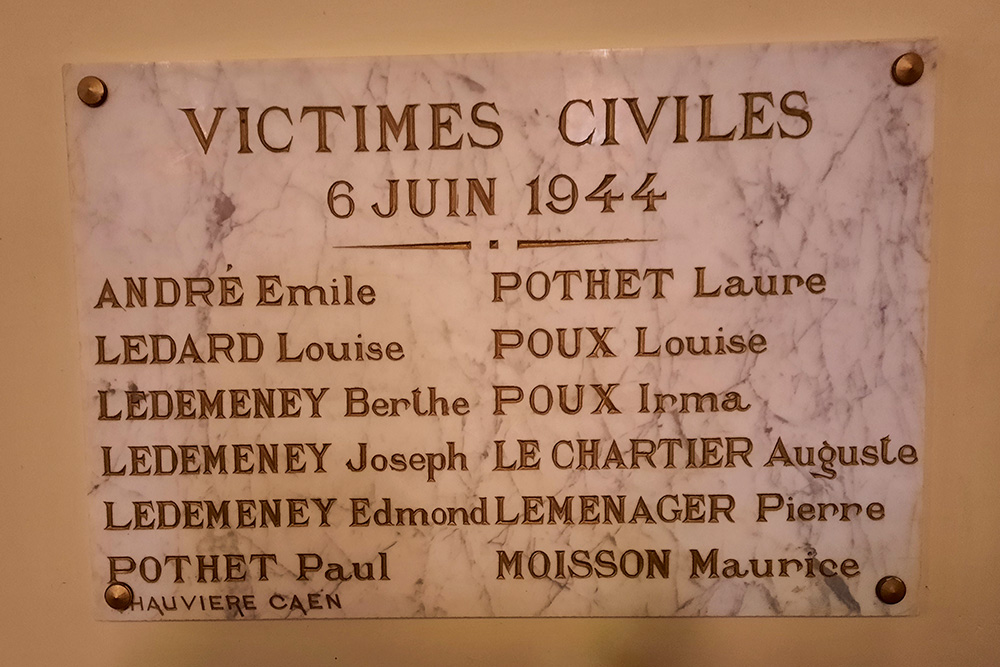 VICTIMES CIVILES
6 JUIN 1944
ANDRÉ Emile
LEDARD Louise
LEDEMENEY Berthe
LEDEMENEY Joseph
LEDEMENEY Edmond
POTHET Paul
POTHET Laure
POUX Louise
POUX Irma
LE CHARTIER Auguste
LEMENAGER Pierre
MOISSON Maurice
CAEN